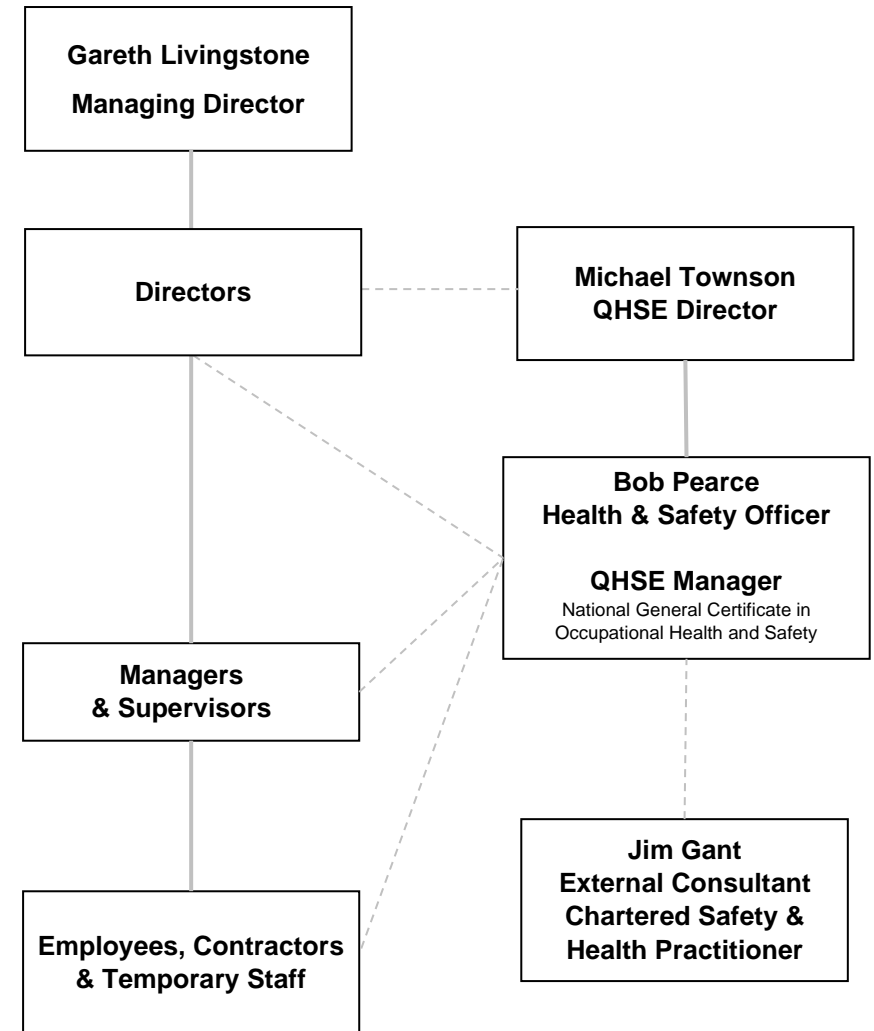 Gareth Livingstone
Managing Director
Directors
Michael Townson
QHSE Director
Bob Pearce
Health & Safety Officer
QHSE Manager
National General Certificate in
Occupational Health and Safety
Managers
& Supervisors
Jim Gant
External Consultant
Chartered Safety &
Health Practitioner
Employees, Contractors
& Temporary Staff